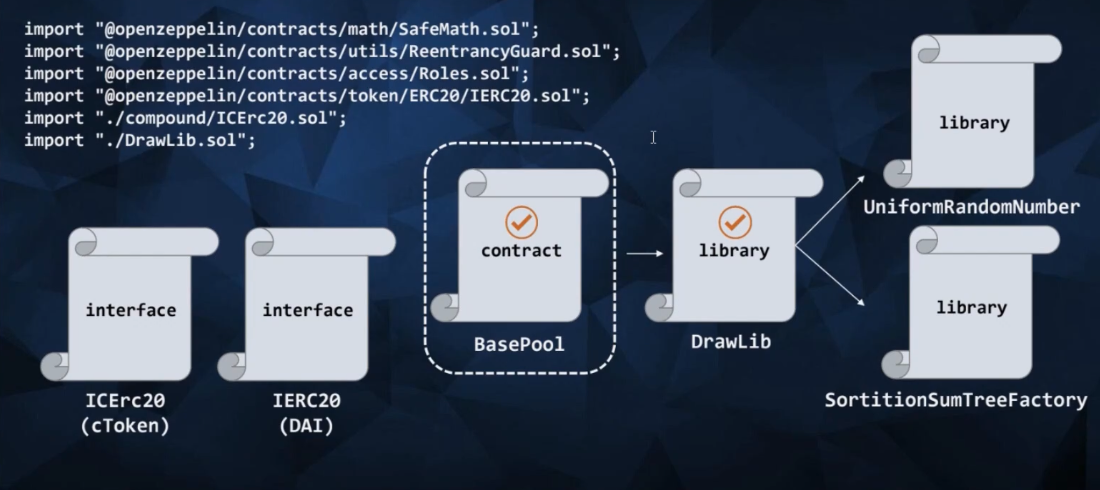 import "@openzeppelin/contracts/math/SafeMath.sol";
import "@openzeppelin/contracts/utils/ReentrancyGuard.sol";
import "@openzeppelin/contracts/access/Roles.sol";
import "@openzeppelin/contracts/token/ERC20/IERC20.sol";
import "./compound/ICErc20.sol";
import "./DrawLib.sol";
interface
ICErc20
(cToken)
interface
IERC20
(DAI)
contract
BasePool
library
DrawLib
library
UniformRandomNumber
library
SortitionSumTreeFactory